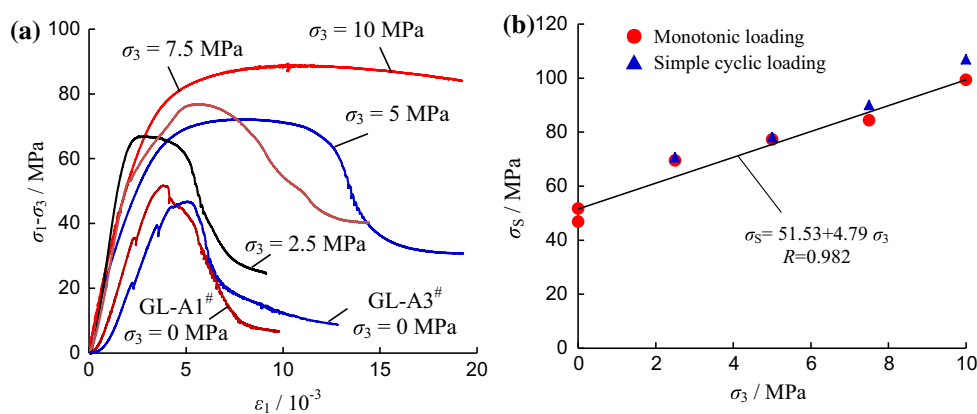 (a)
σ1-σ3 / MPa
100
80
60
40
20
0
0
5
10
15
20
ε1 / 10-3
σ3 = 7.5 MPa
σ3 = 10 MPa
σ3 = 5 MPa
σ3 = 2.5 MPa
GL-A1#
σ3 = 0 MPa
GL-A3#
σ3 = 0 MPa
(b)
σS / MPa
120
100
80
60
40
20
0
0
2
4
6
8
10
σ3 / MPa
Monotonic loading
Simple cyclic loading
σS= 51.53+4.79 σ3
R=0.982